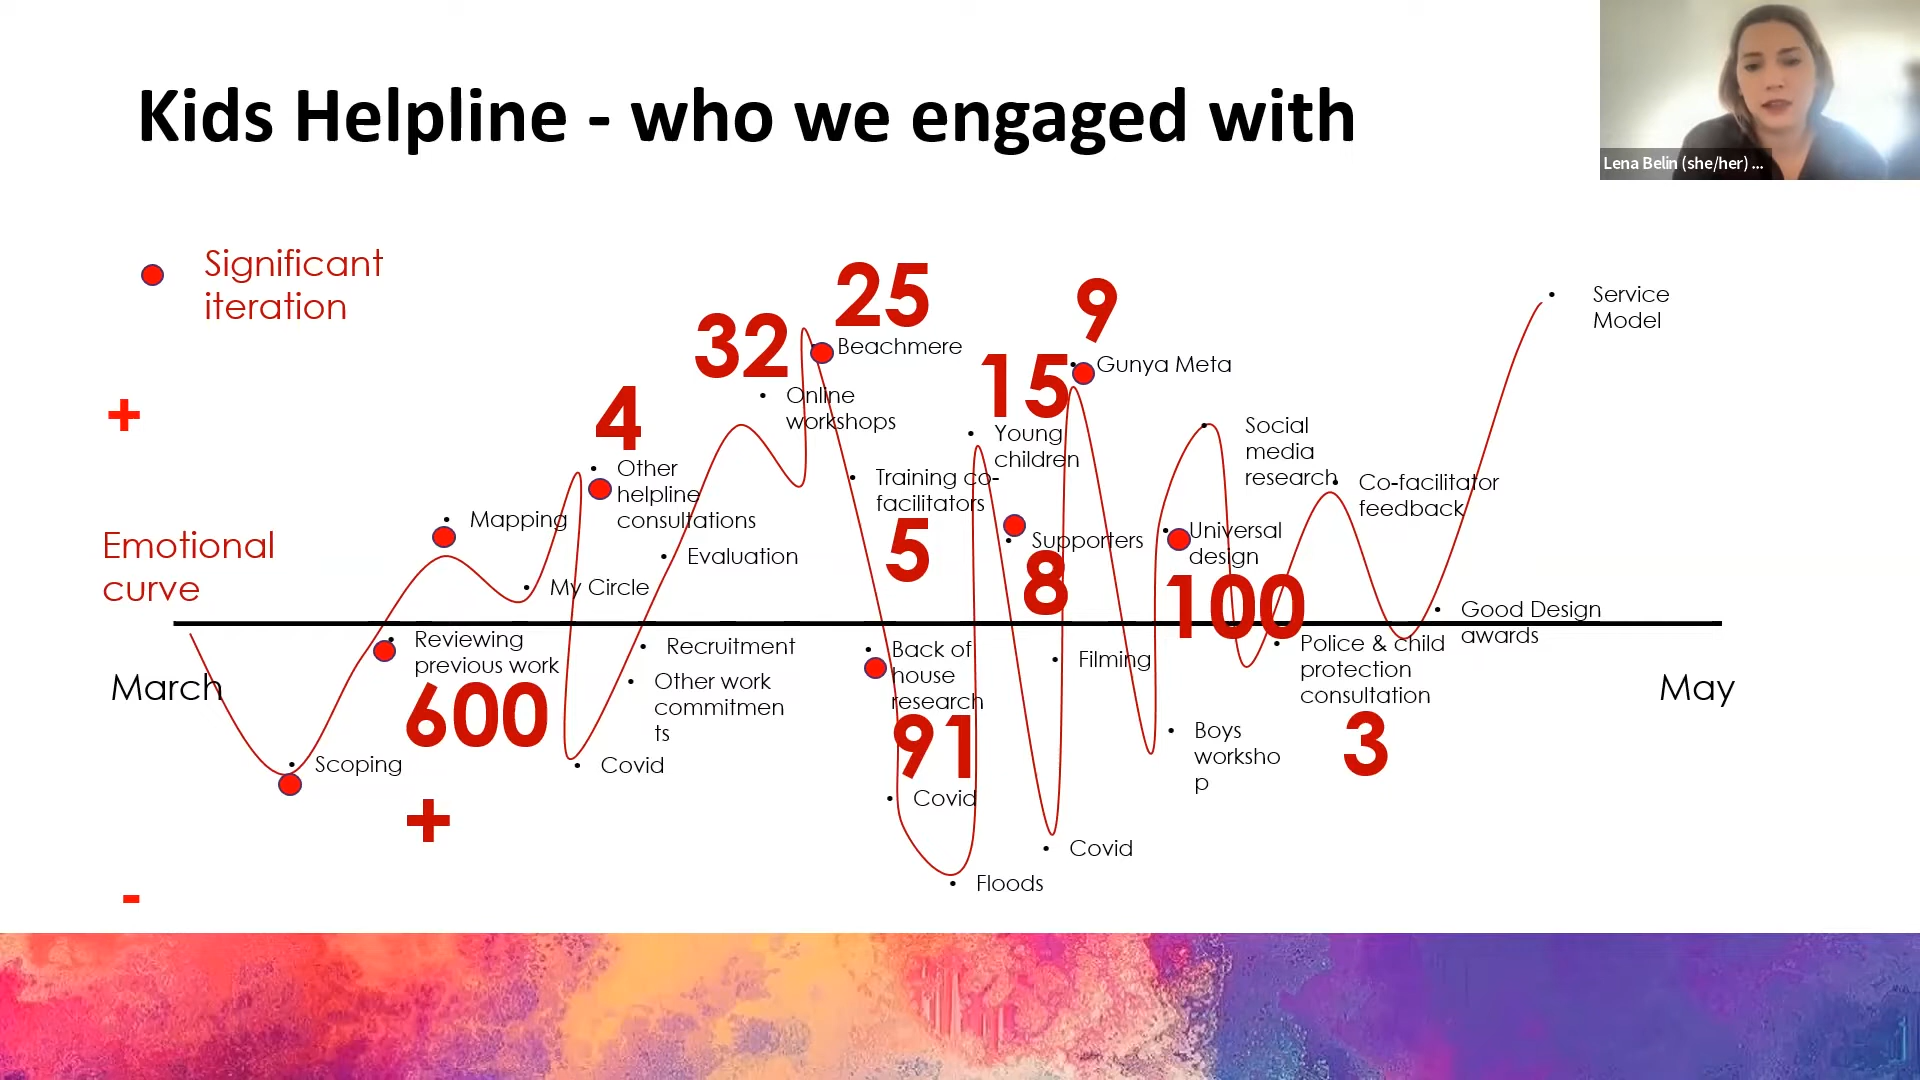 Kids Helpline - who we engaged with
Lena Belin (she/her) ...
Significant
iteration
+
Emotional
curve
-
March
May
Scoping
Reviewing
previous work
600
+
Mapping
My Circle
4
Other
helpline
consultations
Evaluation
Recruitment
Other work
commitmen
ts
Covid
32
Online
workshops
25
Beachmere
Training co-
facilitators
5
Back of
house
research
91
Covid
Floods
15
Young
children
Supporters
8
Covid
9
Gunya Meta
Filming
Boys
worksho
p
Universal
design
100
Social
media
research
Police & child
protection
consultation
3
Co-facilitator
feedback
Good Design
awards
Service
Model